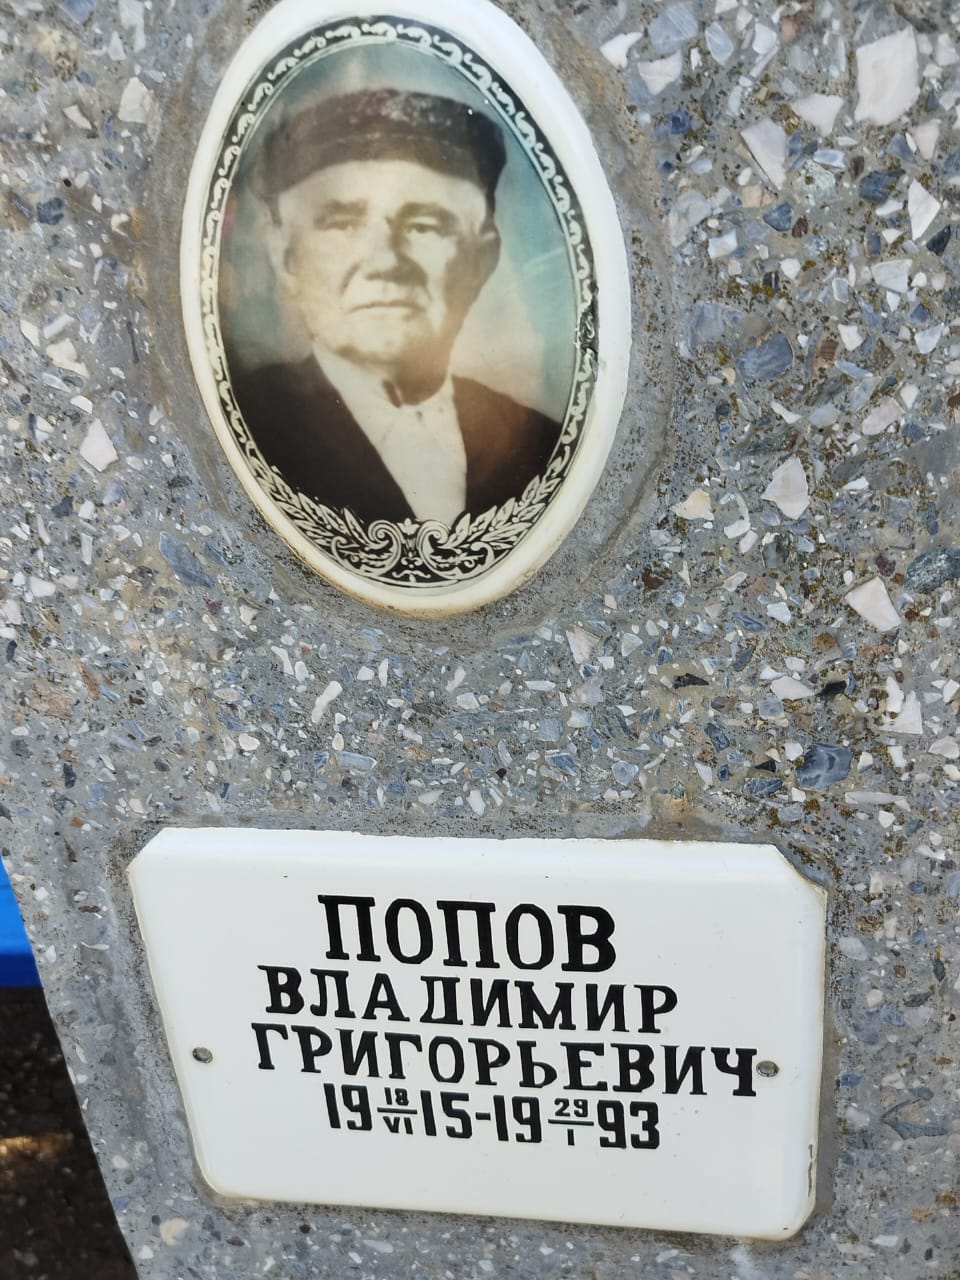 ПОПОВ
ВЛАДИМИР
ГРИГОРЬЕВИЧ
19 18/VI 15-19 29/I 93